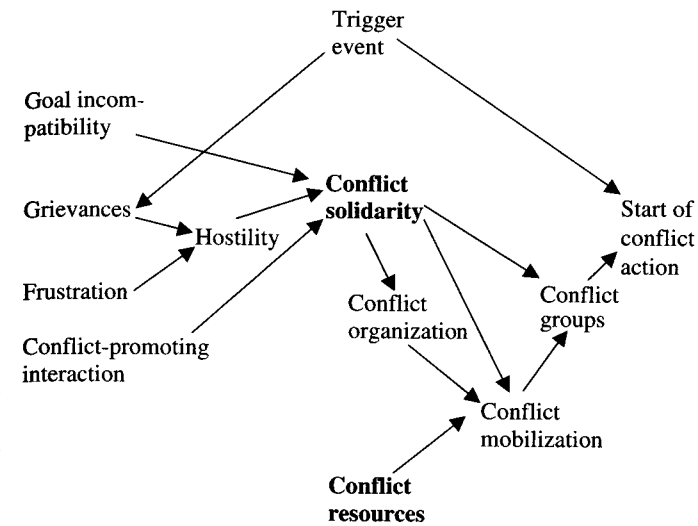 Trigger
event
Goal incom-
patibility
Conflict
solidarity
Grievances
Hostility
Start of
conflict
action
Frustration
Conflict
organization
Conflict
groups
Conflict-promoting
interaction
Conflict
mobilization
Conflict
resources